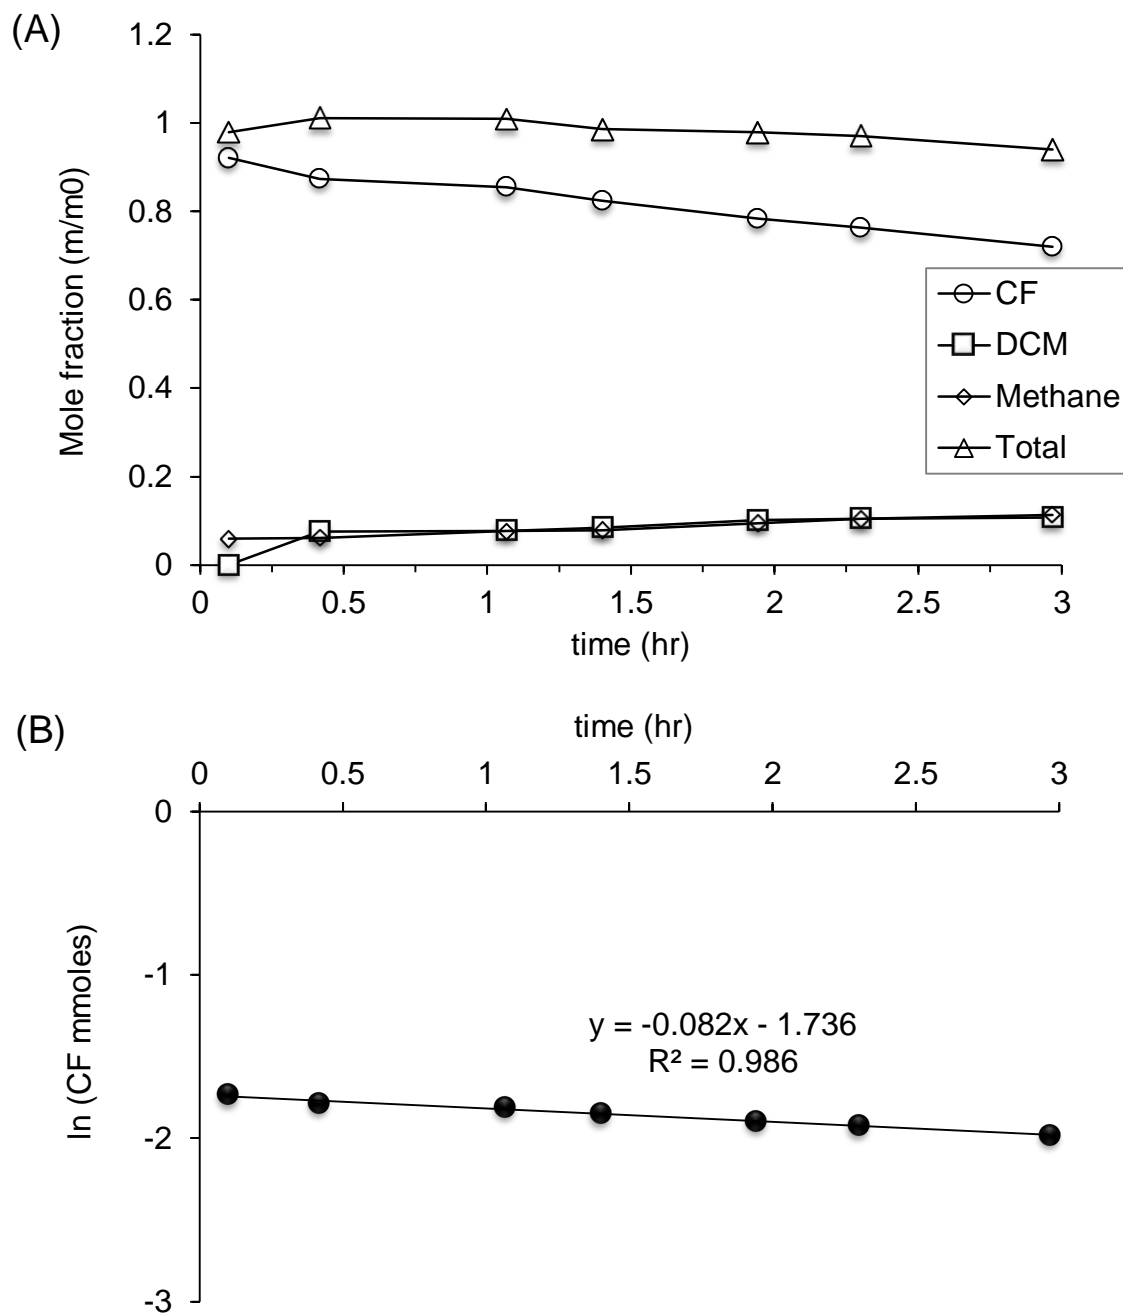 (A)
1.2
1
0.8
0.6
0.4
0.2
0
Mole fraction (m/m0)
CF
DCM
Methane
Total
0 0.5 1 1.5 2 2.5 3
time (hr)
(B)
time (hr)
0 0.5 1 1.5 2 2.5 3
0
-1
-2
-3
ln (CF mmoles)
y = -0.082x - 1.736
R² = 0.986